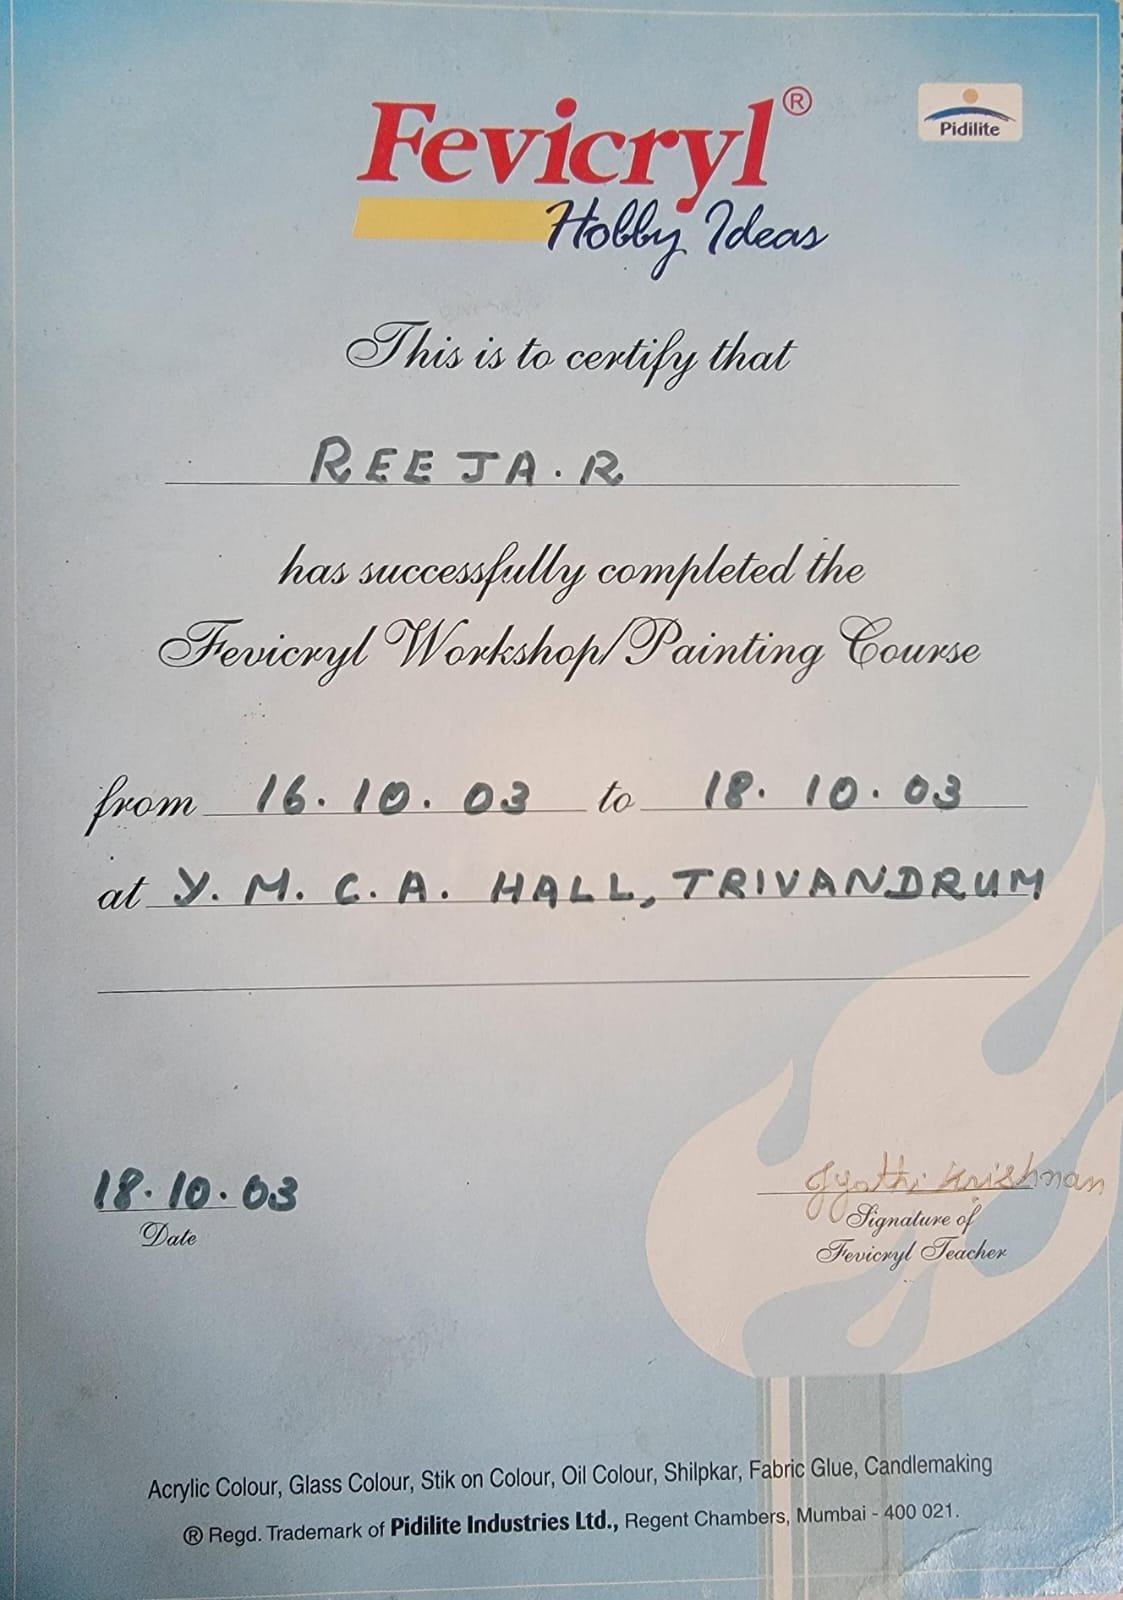 Fevicryl®
Pidilite
Hobby Ideas
This is to certify that
REEJA. R
has successfully completed the
Fevicryl Workshop/Painting Course
from 16. 10. 03 to 18. 10. 03
at Y. M. C. A. HALL, TRIVANDRUM
18. 10. 03
Date
Jyothi Krishnan
Signature of
Fevicryl Teacher
Acrylic Colour, Glass Colour, Stik on Colour, Oil Colour, Shilpkar, Fabric Glue, Candlemaking
® Regd. Trademark of Pidilite Industries Ltd., Regent Chambers, Mumbai - 400 021.